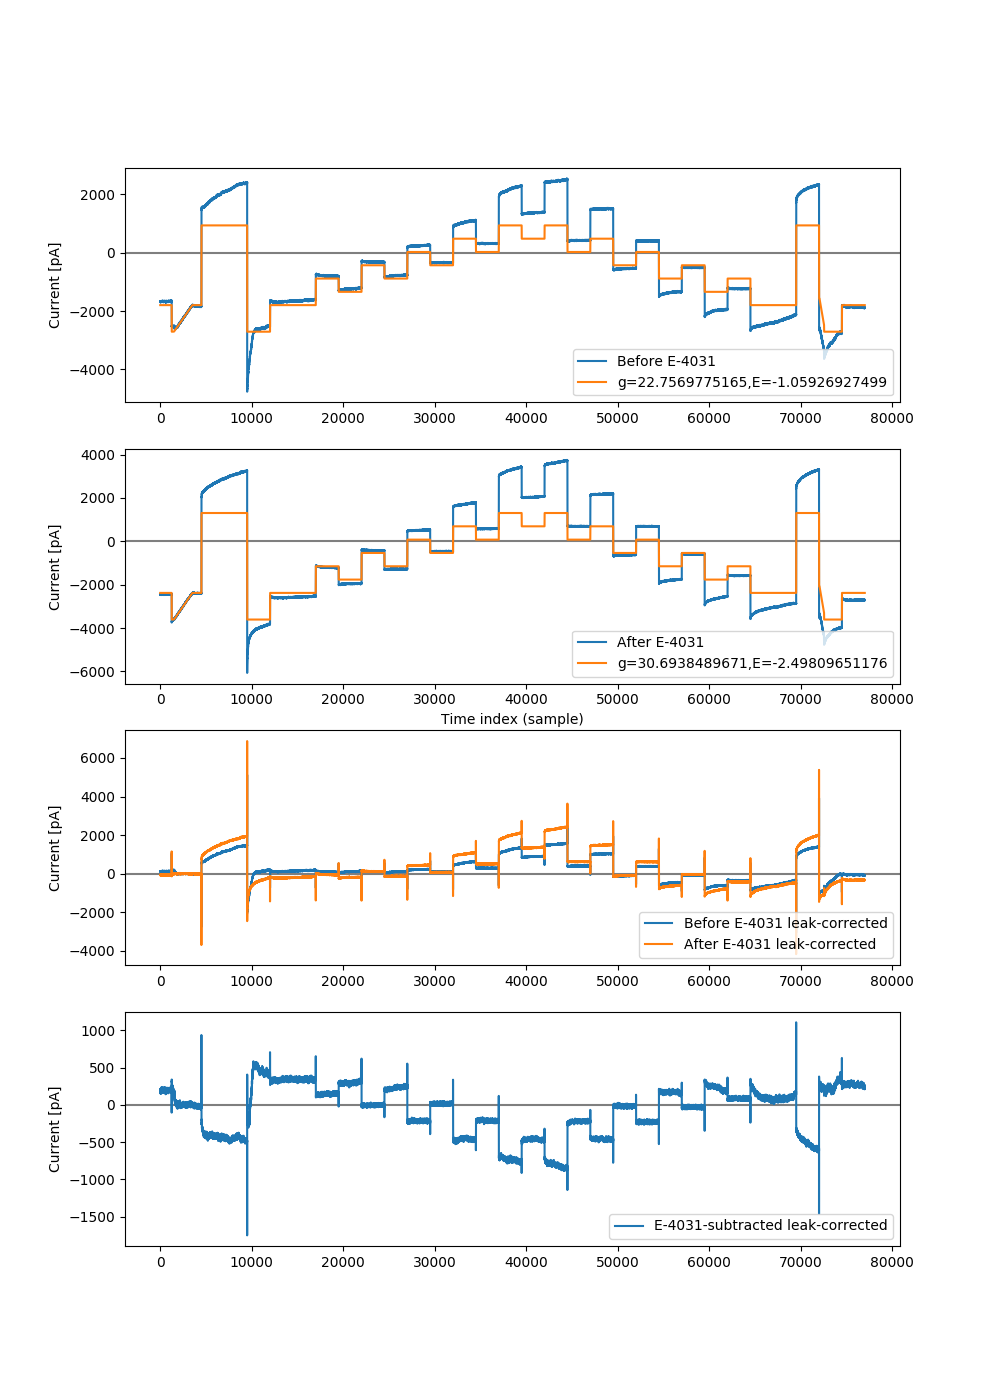 2000
0
−2000
−4000
Current [pA]
Before E-4031
g=22.7569775165,E=-1.05926927499
0 10000 20000 30000 40000 50000 60000 70000 80000
4000
2000
0
−2000
−4000
−6000
Current [pA]
After E-4031
g=30.6938489671,E=-2.49809651176
0 10000 20000 30000 40000 50000 60000 70000 80000
Time index (sample)
6000
4000
2000
0
−2000
−4000
Current [pA]
Before E-4031 leak-corrected
After E-4031 leak-corrected
0 10000 20000 30000 40000 50000 60000 70000 80000
1000
500
0
−500
−1000
−1500
Current [pA]
E-4031-subtracted leak-corrected
0 10000 20000 30000 40000 50000 60000 70000 80000